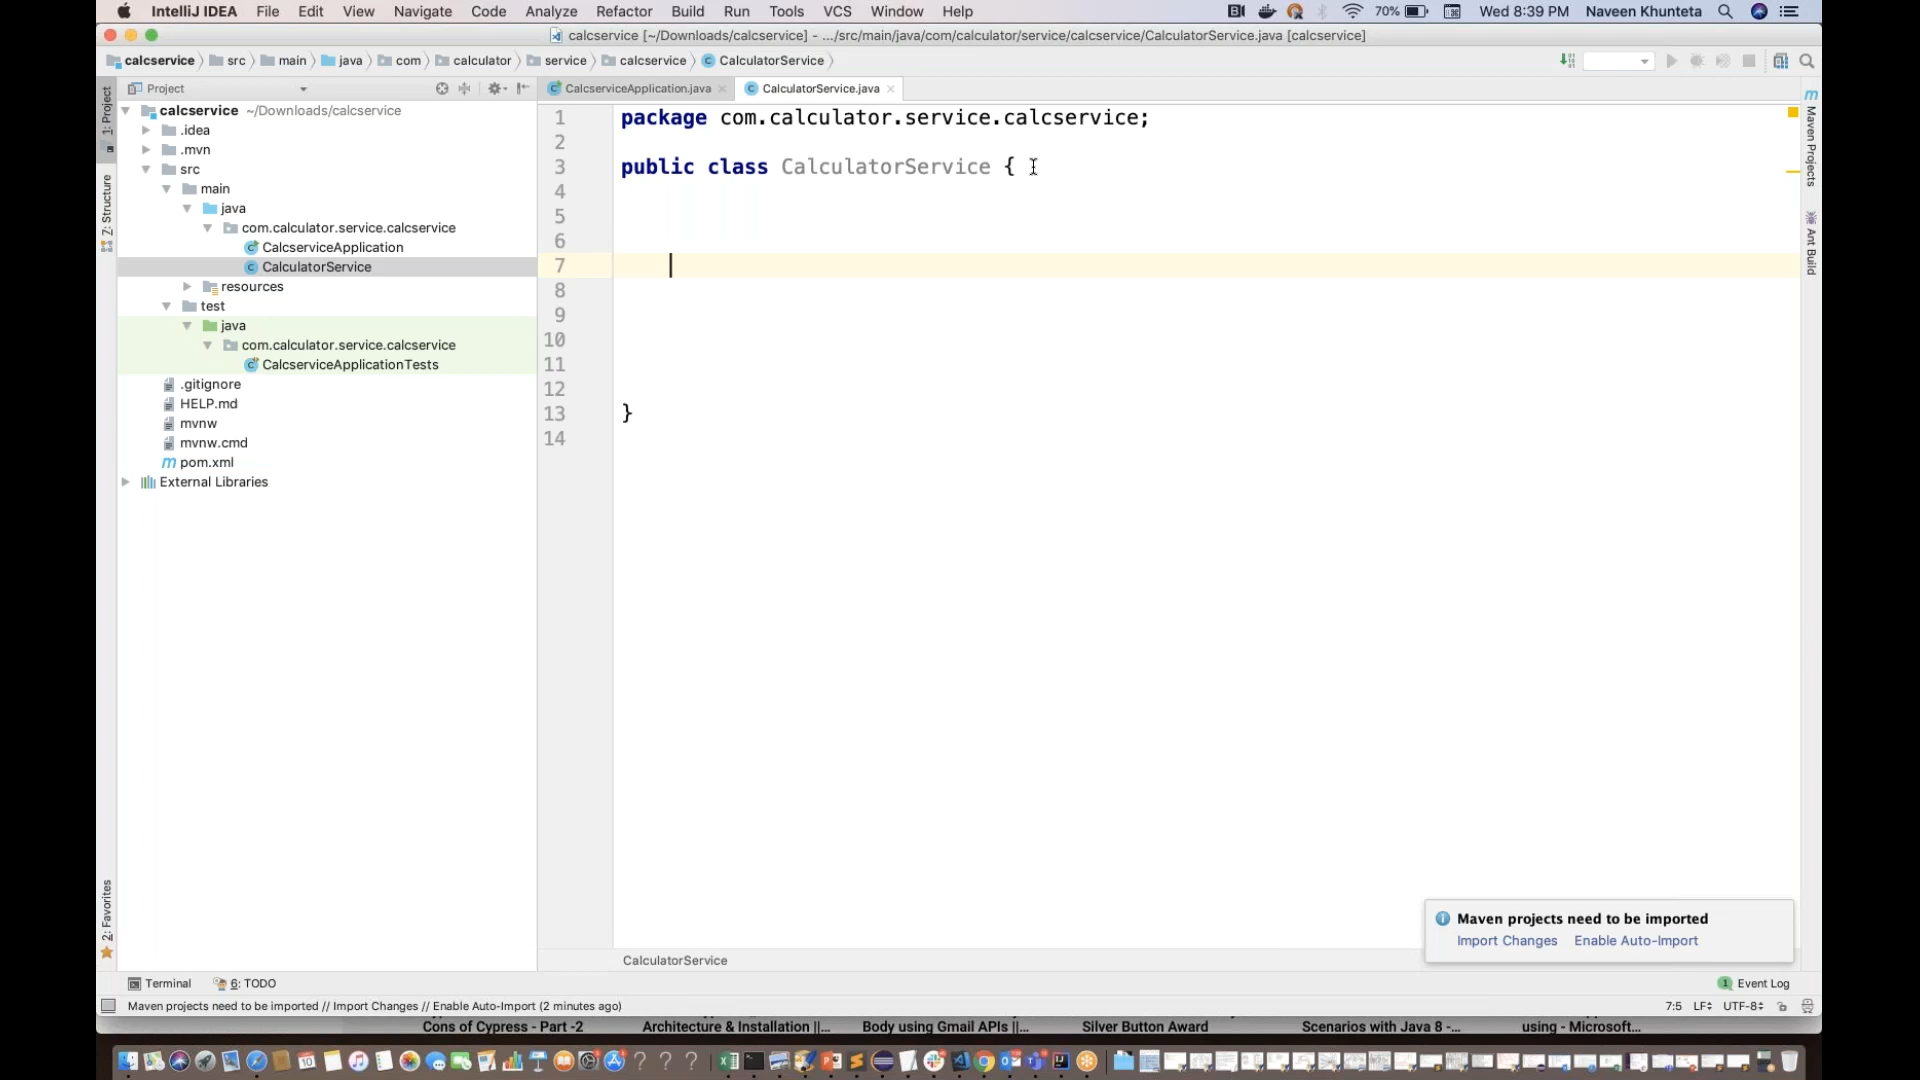 IntelliJ IDEA File Edit View Navigate Code Analyze Refactor Build Run Tools VCS Window Help 70% Wed 8:39 PM Naveen Khunteta
calcservice [~/Downloads/calcservice] - .../src/main/java/com/calculator/service/calcservice/CalculatorService.java [calcservice]
calcservice src main java com calculator service calcservice CalculatorService
Project
CalcserviceApplication.java CalculatorService.java
1: Project
Z: Structure
2: Favorites
calcservice ~/Downloads/calcservice
.idea
.mvn
src
main
java
com.calculator.service.calcservice
CalcserviceApplication
CalculatorService
resources
test
java
com.calculator.service.calcservice
CalcserviceApplicationTests
.gitignore
HELP.md
mvnw
mvnw.cmd
m pom.xml
External Libraries
1 package com.calculator.service.calcservice;
2
3 public class CalculatorService {
4
5
6
7
8
9
10
11
12
13 }
14
m Maven Projects
Ant Build
Maven projects need to be imported
Import Changes Enable Auto-Import
CalculatorService
Terminal 6: TODO 1 Event Log
Maven projects need to be imported // Import Changes // Enable Auto-Import (2 minutes ago) 7:5 LF UTF-8
Cons of Cypress - Part -2 Architecture & Installation ||... Body using Gmail APIs ||... Silver Button Award Scenarios with Java 8 -... using - Microsoft...